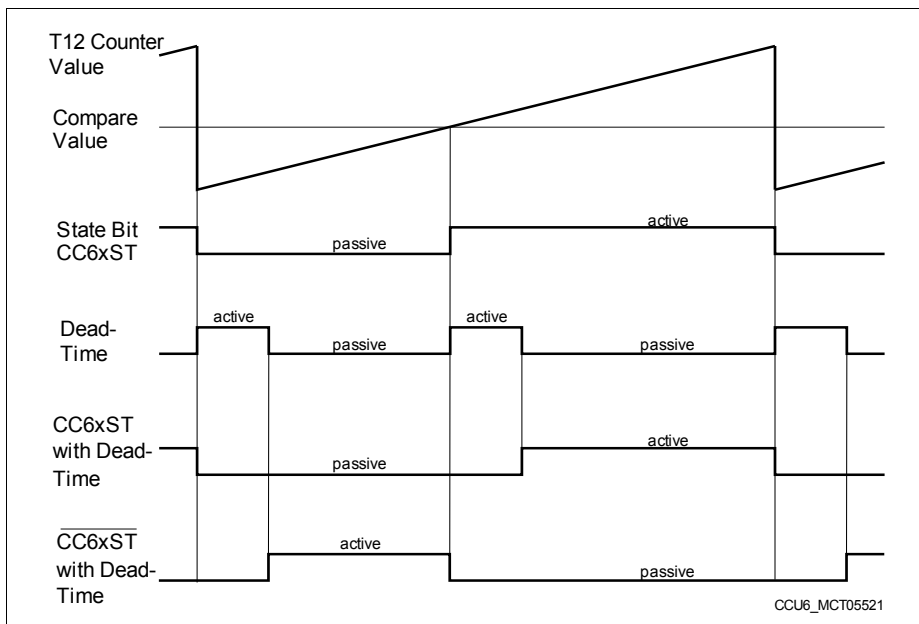 T12 Counter
Value
Compare
Value
State Bit
CC6xST
passive
active
Dead-
Time
active
passive
active
passive
CC6xST
with Dead-
Time
passive
active
CC6xST
with Dead-
Time
active
passive
CCU6_MCT05521